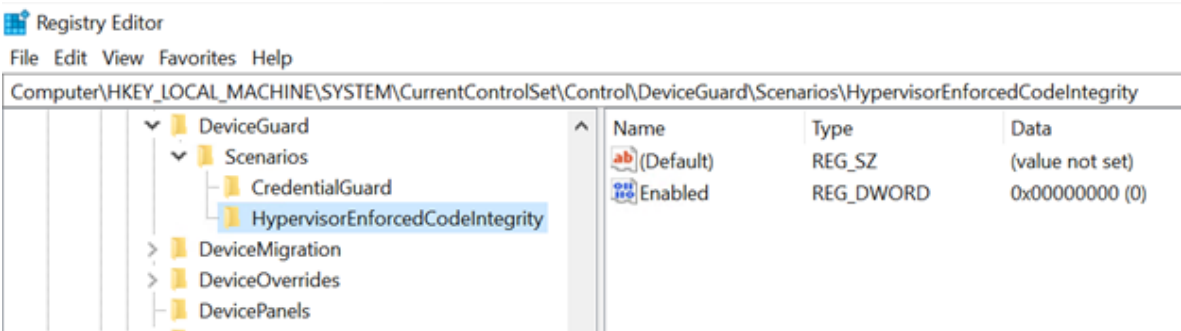 Registry Editor
File Edit View Favorites Help
Computer\HKEY_LOCAL_MACHINE\SYSTEM\CurrentControlSet\Control\DeviceGuard\Scenarios\HypervisorEnforcedCodeIntegrity
DeviceGuard
Scenarios
CredentialGuard
HypervisorEnforcedCodeIntegrity
DeviceMigration
DeviceOverrides
DevicePanels
Name Type Data
(Default) REG_SZ (value not set)
Enabled REG_DWORD 0x00000000 (0)